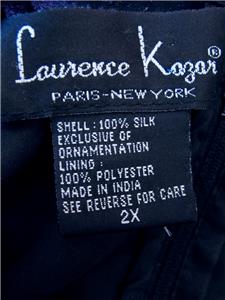 Laurence Kazar®
PARIS-NEW YORK
SHELL: 100% SILK
EXCLUSIVE OF
ORNAMENTATION
LINING:
100% POLYESTER
MADE IN INDIA
SEE REVERSE FOR CARE
2X